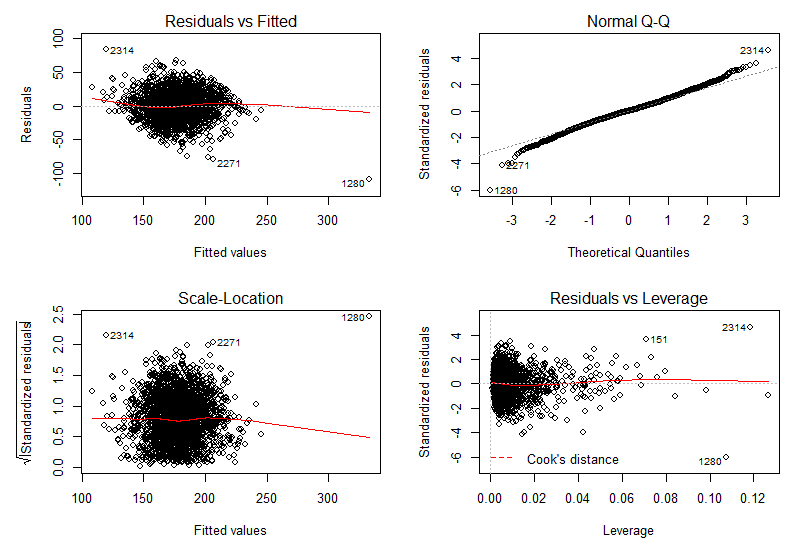 Residuals vs Fitted
Residuals
100
50
0
-50
-100
2314
2271
1280
100 150 200 250 300
Fitted values
Normal Q-Q
Standardized residuals
4
2
0
-2
-4
-6
2314
2271
1280
-3 -2 -1 0 1 2 3
Theoretical Quantiles
Scale-Location
√|Standardized residuals|
2.5
2.0
1.5
1.0
0.5
0.0
1280
2314
2271
100 150 200 250 300
Fitted values
Residuals vs Leverage
Standardized residuals
4
2
0
-2
-4
-6
2314
151
1280
Cook's distance
0.00 0.02 0.04 0.06 0.08 0.10 0.12
Leverage